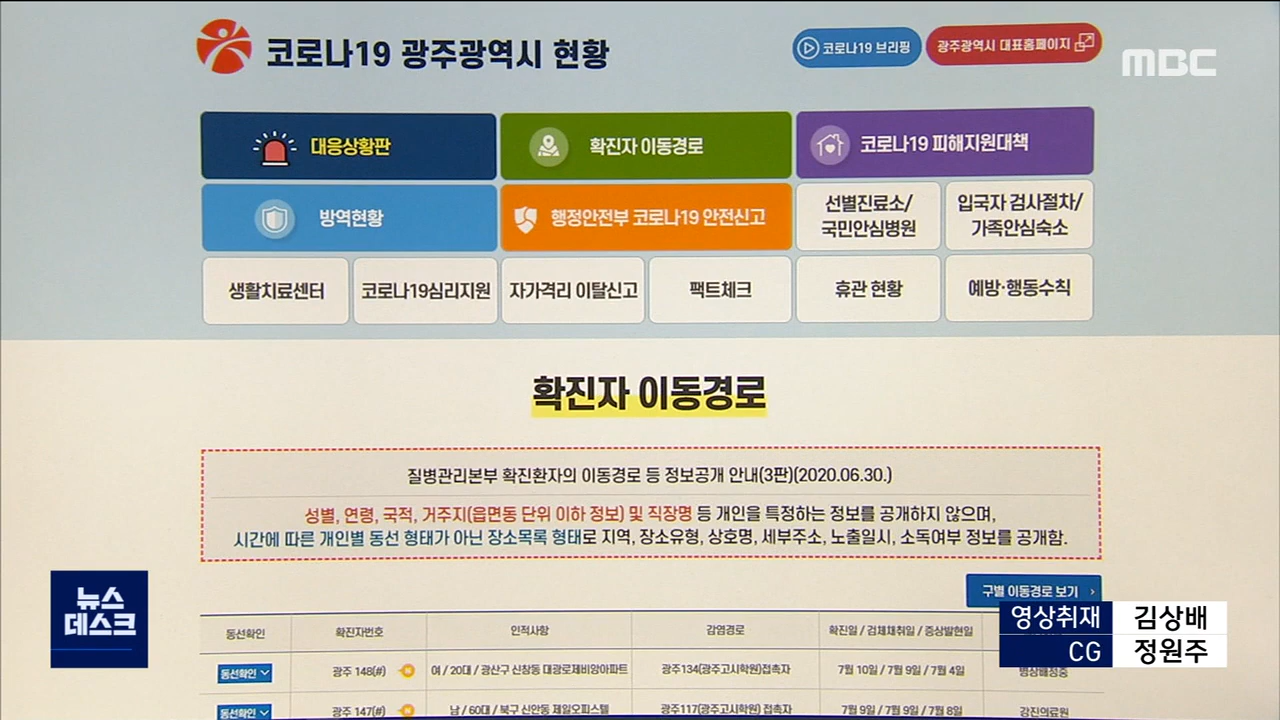 코로나19 광주광역시 현황
코로나19 브리핑
광주광역시 대표홈페이지
MBC
대응상황판
확진자 이동경로
코로나19 피해지원대책
방역현황
행정안전부 코로나19 안전신고
선별진료소/
국민안심병원
입국자 검사절차/
가족안심숙소
생활치료센터
코로나19심리지원
자가격리 이탈신고
팩트체크
휴관 현황
예방·행동수칙
확진자 이동경로
질병관리본부 확진환자의 이동경로 등 정보공개 안내(3판)(2020.06.30.)
성별, 연령, 국적, 거주지(읍면동 단위 이하 정보) 및 직장명 등 개인을 특정하는 정보를 공개하지 않으며,
시간에 따른 개인별 동선 형태가 아닌 장소목록 형태로 지역, 장소유형, 상호명, 세부주소, 노출일시, 소독여부 정보를 공개함.
뉴스
데스크
구별 이동경로 보기 ›
영상취재 김상배
CG 정원주
동선확인 확진자번호 인적사항 감염경로 확진일 / 검체채취일 / 증상발현일
동선확인 광주 148(#) N 여 / 20대 / 광산구 신창동 대광로제비앙아파트 광주134(광주고시학원)접촉자 7월 10일 / 7월 9일 / 7월 4일 병상배정중
동선확인 광주 147(#) N 남 / 60대 / 북구 신안동 제일오피스텔 광주117(광주고시학원) 접촉자 7월 9일 / 7월 9일 / 7월 8일 강진의료원